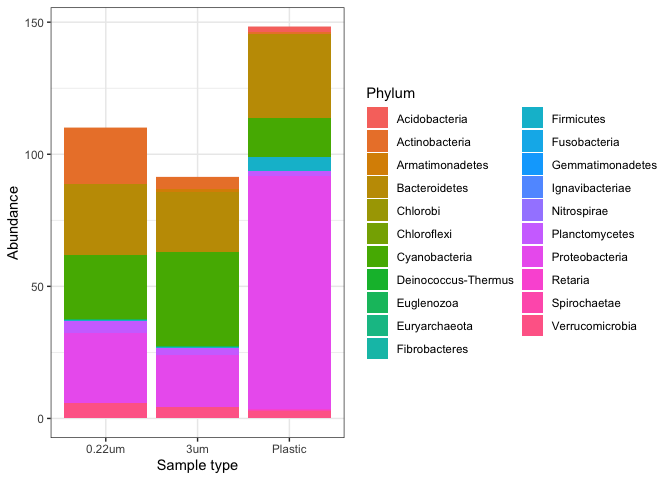 150
100
50
0
Abundance
0.22um
3um
Plastic
Sample type
Phylum
Acidobacteria
Actinobacteria
Armatimonadetes
Bacteroidetes
Chlorobi
Chloroflexi
Cyanobacteria
Deinococcus-Thermus
Euglenozoa
Euryarchaeota
Fibrobacteres
Firmicutes
Fusobacteria
Gemmatimonadetes
Ignavibacteriae
Nitrospirae
Planctomycetes
Proteobacteria
Retaria
Spirochaetae
Verrucomicrobia